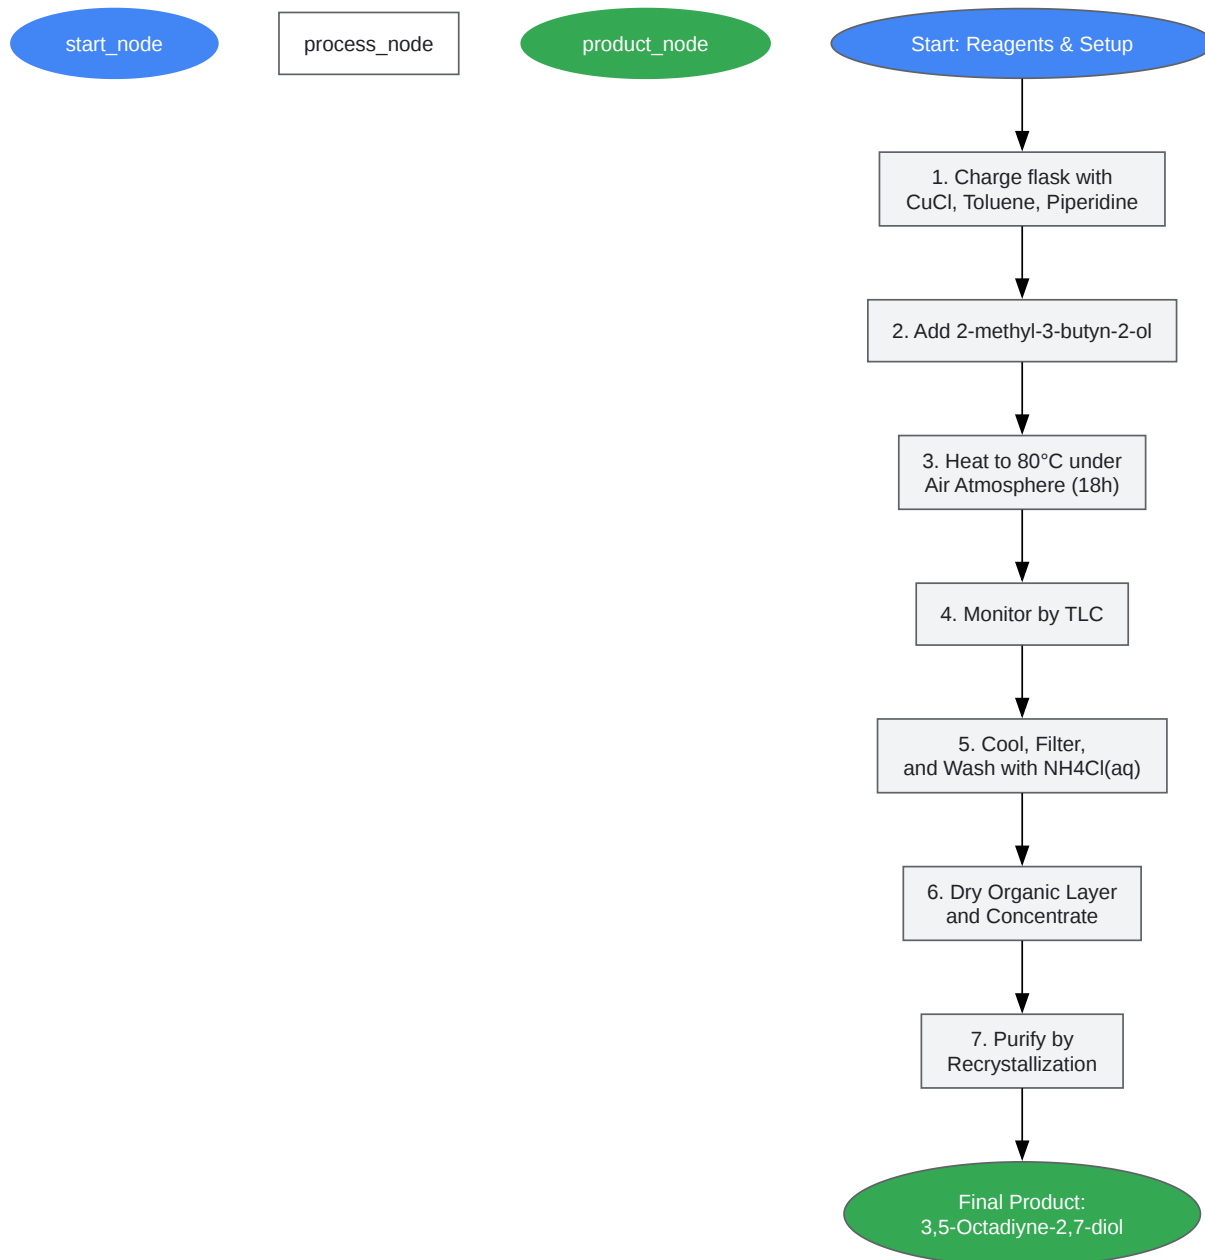 start_node
process_node
product_node
Start: Reagents & Setup
1. Charge flask with
CuCl, Toluene, Piperidine
2. Add 2-methyl-3-butyn-2-ol
3. Heat to 80°C under
Air Atmosphere (18h)
4. Monitor by TLC
5. Cool, Filter,
and Wash with NH4Cl(aq)
6. Dry Organic Layer
and Concentrate
7. Purify by
Recrystallization
Final Product:
3,5-Octadiyne-2,7-diol